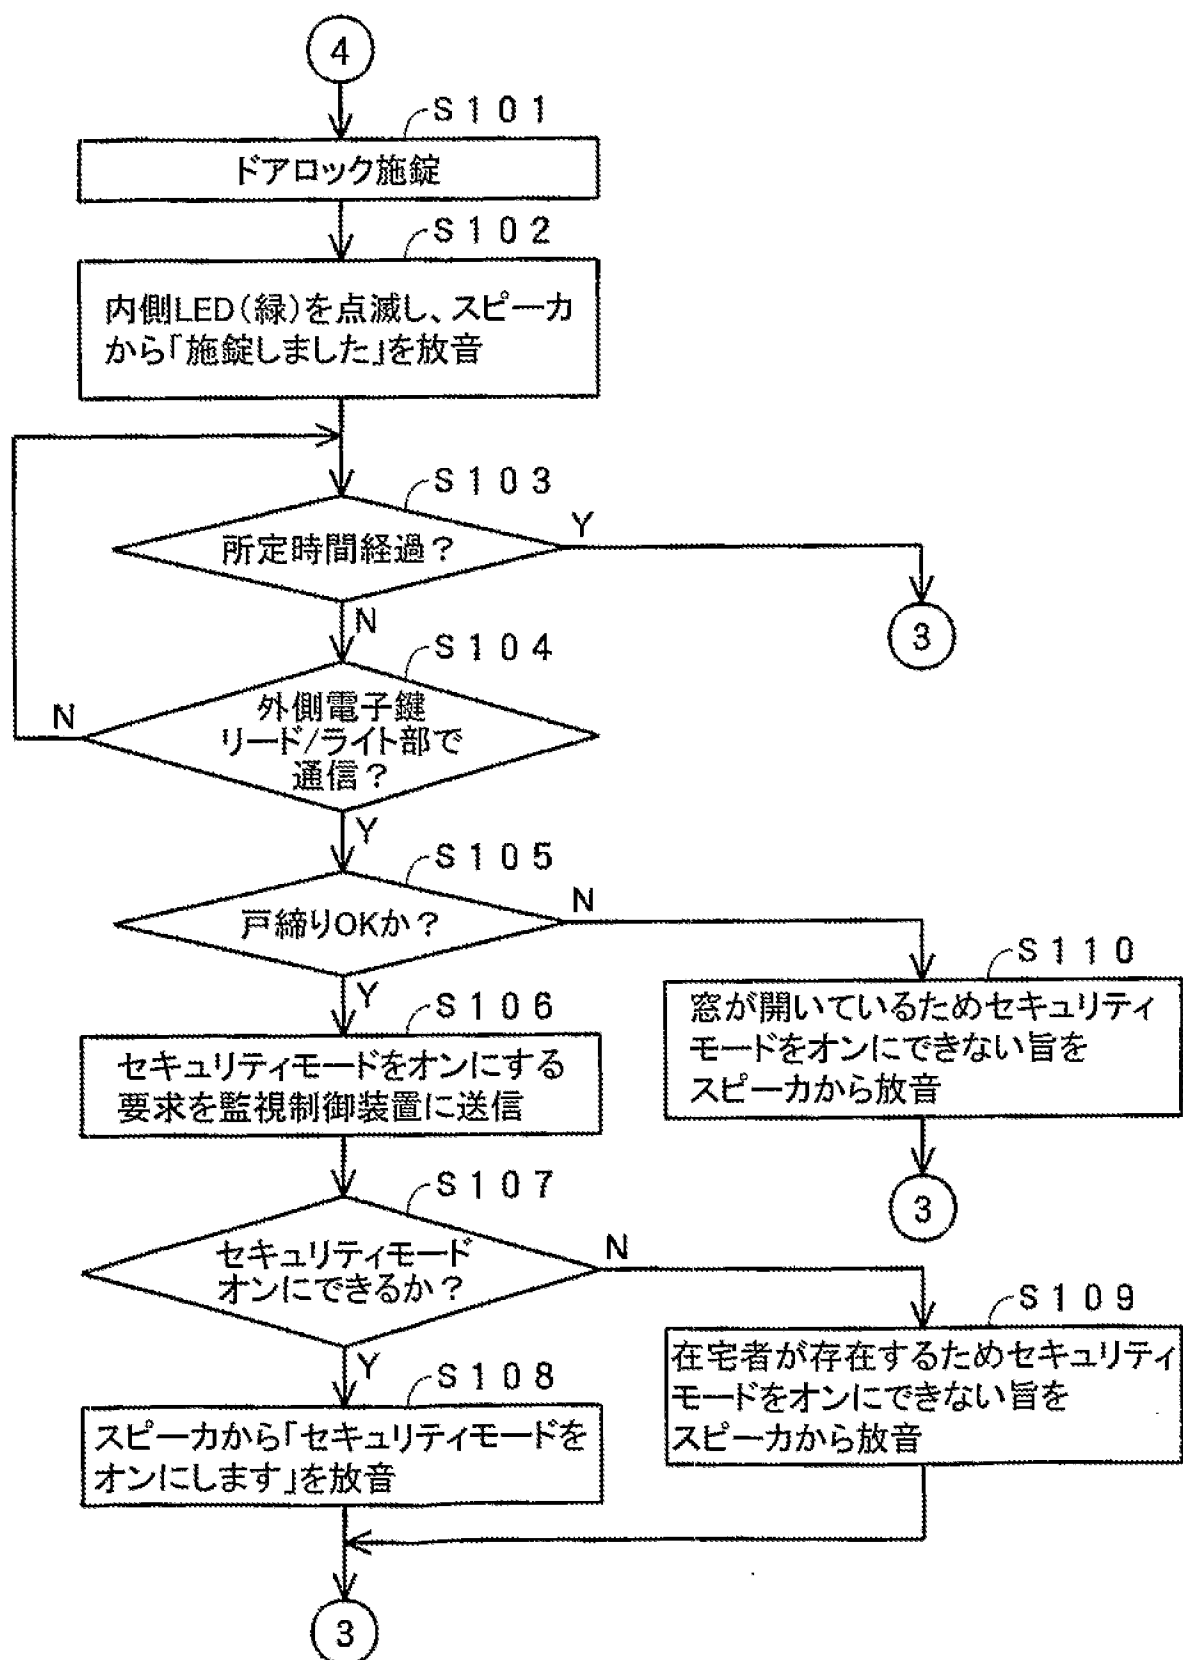 4
S101
ドアロック施錠
S102
内側LED(緑)を点滅し、スピーカ
から「施錠しました」を放音
S103
所定時間経過?
Y
3
N
S104
外側電子鍵
リード/ライト部で
通信?
N
Y
S105
戸締りOKか?
N
S110
窓が開いているためセキュリティ
モードをオンにできない旨を
スピーカから放音
3
Y
S106
セキュリティモードをオンにする
要求を監視制御装置に送信
S107
セキュリティモード
オンにできるか?
N
S109
在宅者が存在するためセキュリティ
モードをオンにできない旨を
スピーカから放音
Y
S108
スピーカから「セキュリティモードを
オンにします」を放音
3